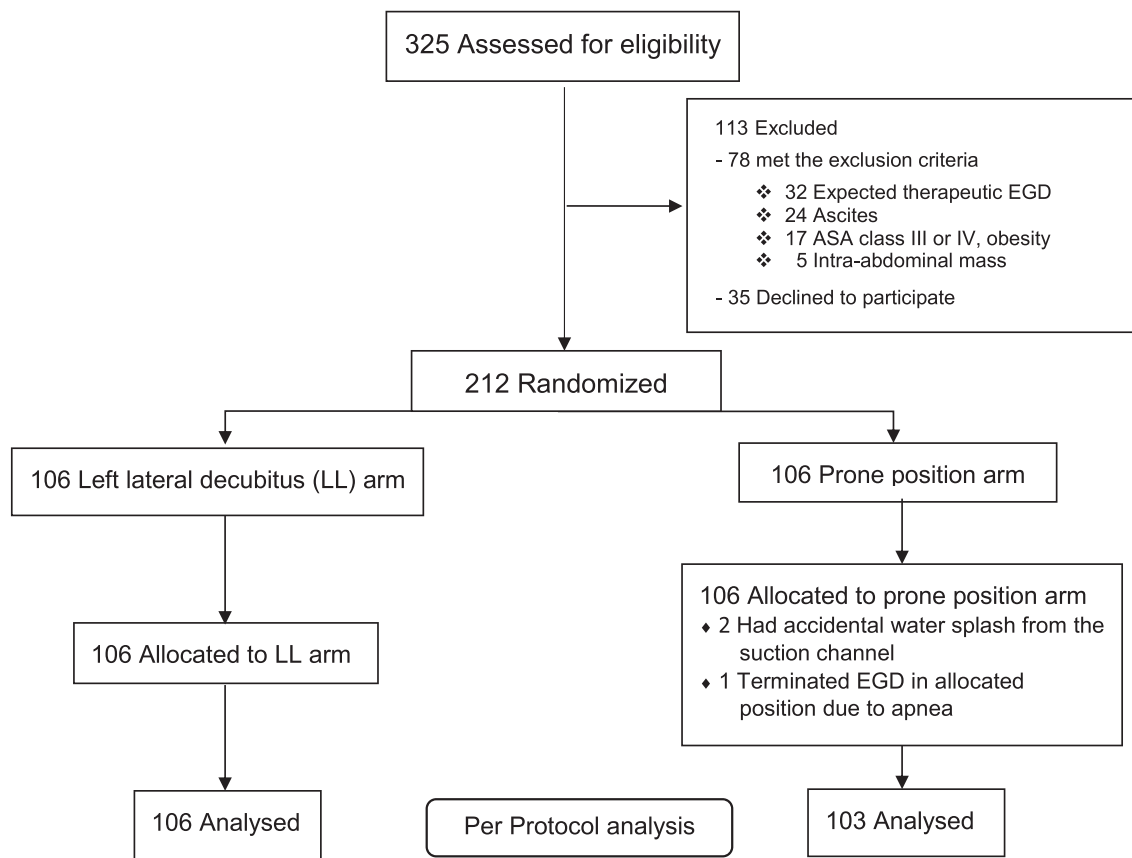 325 Assessed for eligibility
113 Excluded
- 78 met the exclusion criteria
❖ 32 Expected therapeutic EGD
❖ 24 Ascites
❖ 17 ASA class III or IV, obesity
❖ 5 Intra-abdominal mass
- 35 Declined to participate
212 Randomized
106 Left lateral decubitus (LL) arm
106 Prone position arm
106 Allocated to LL arm
106 Allocated to prone position arm
♦ 2 Had accidental water splash from the
suction channel
♦ 1 Terminated EGD in allocated
position due to apnea
106 Analysed
Per Protocol analysis
103 Analysed